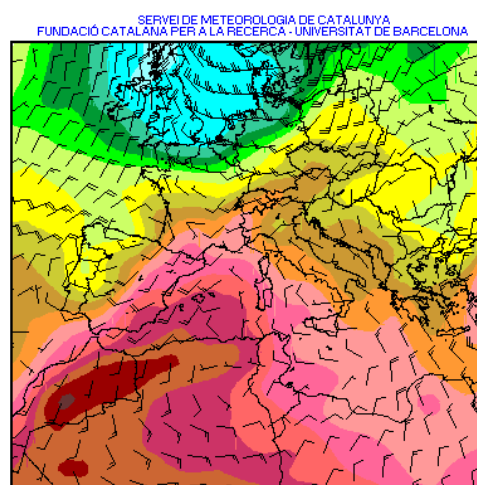 SERVEI DE METEOROLOGIA DE CATALUNYA
FUNDACIÓ CATALANA PER A LA RECERCA - UNIVERSITAT DE BARCELONA